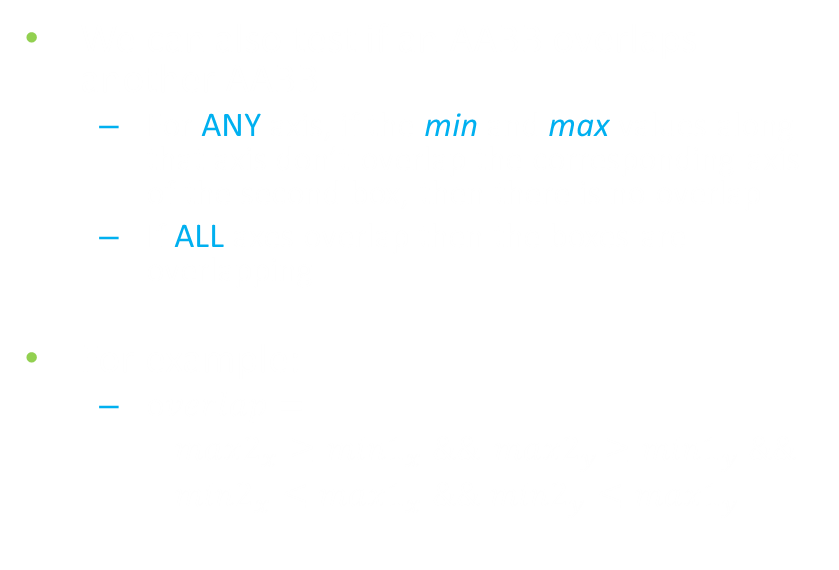 •
– ANY min max
– ALL
•
–